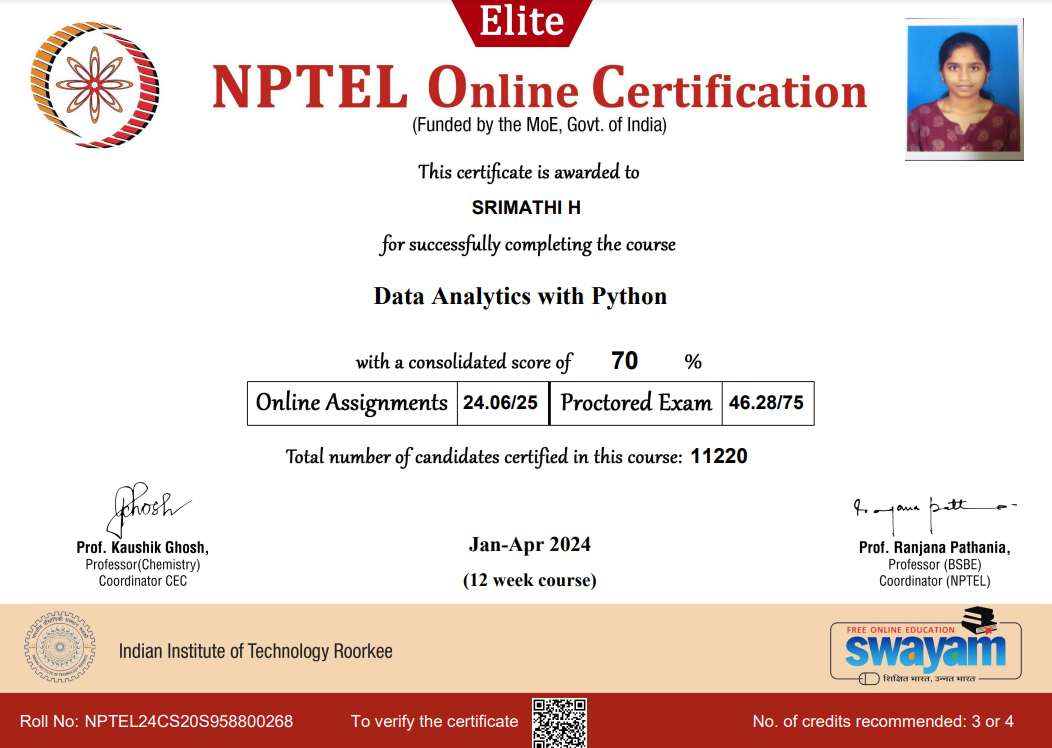 Elite
NPTEL Online Certification
(Funded by the MoE, Govt. of India)
This certificate is awarded to
SRIMATHI H
for successfully completing the course
Data Analytics with Python
with a consolidated score of 70 %
Online Assignments 24.06/25 Proctored Exam 46.28/75
Total number of candidates certified in this course: 11220
Prof. Kaushik Ghosh,
Professor(Chemistry)
Coordinator CEC
Jan-Apr 2024
(12 week course)
Prof. Ranjana Pathania,
Professor (BSBE)
Coordinator (NPTEL)
Indian Institute of Technology Roorkee
FREE ONLINE EDUCATION
swayam
शिक्षित भारत, उन्नत भारत
Roll No: NPTEL24CS20S958800268
To verify the certificate
No. of credits recommended: 3 or 4